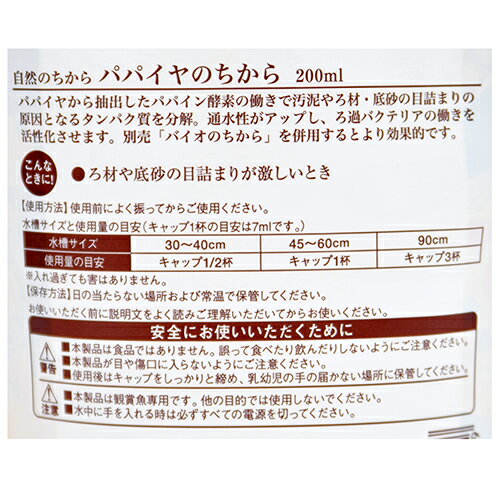 自然のちから パパイヤのちから 200ml
パパイヤから抽出したパパイン酵素の働きで汚泥やろ材・底砂の目詰まりの
原因となるタンパク質を分解。通水性がアップし、ろ過バクテリアの働きを
活性化させます。別売「バイオのちから」を併用するとより効果的です。
こんな
ときに!
●ろ材や底砂の目詰まりが激しいとき
【使用方法】使用前によく振ってからご使用ください。
水槽サイズと使用量の目安（キャップ1杯の目安は7mlです。）
水槽サイズ 30〜40cm 45〜60cm 90cm
使用量の目安 キャップ1/2杯 キャップ1杯 キャップ3杯
※入れ過ぎても害はありません。
【保存方法】日の当たらない場所および常温で保管してください。
お使いいただく前に説明文をよく読みご理解いただいてからお使いください。
安全にお使いいただくために
警告
■本製品は食品ではありません。誤って食べたり飲んだりしないようにご注意ください。
■本製品が目や傷口に入らないようにご注意ください。
■使用後はキャップをしっかりと締め、乳幼児の手の届かない場所に保管してください。
注意
■本製品は観賞魚専用です。他の目的では使用しないでください。
■水中に手を入れる時は必ずすべての電源を切ってください。